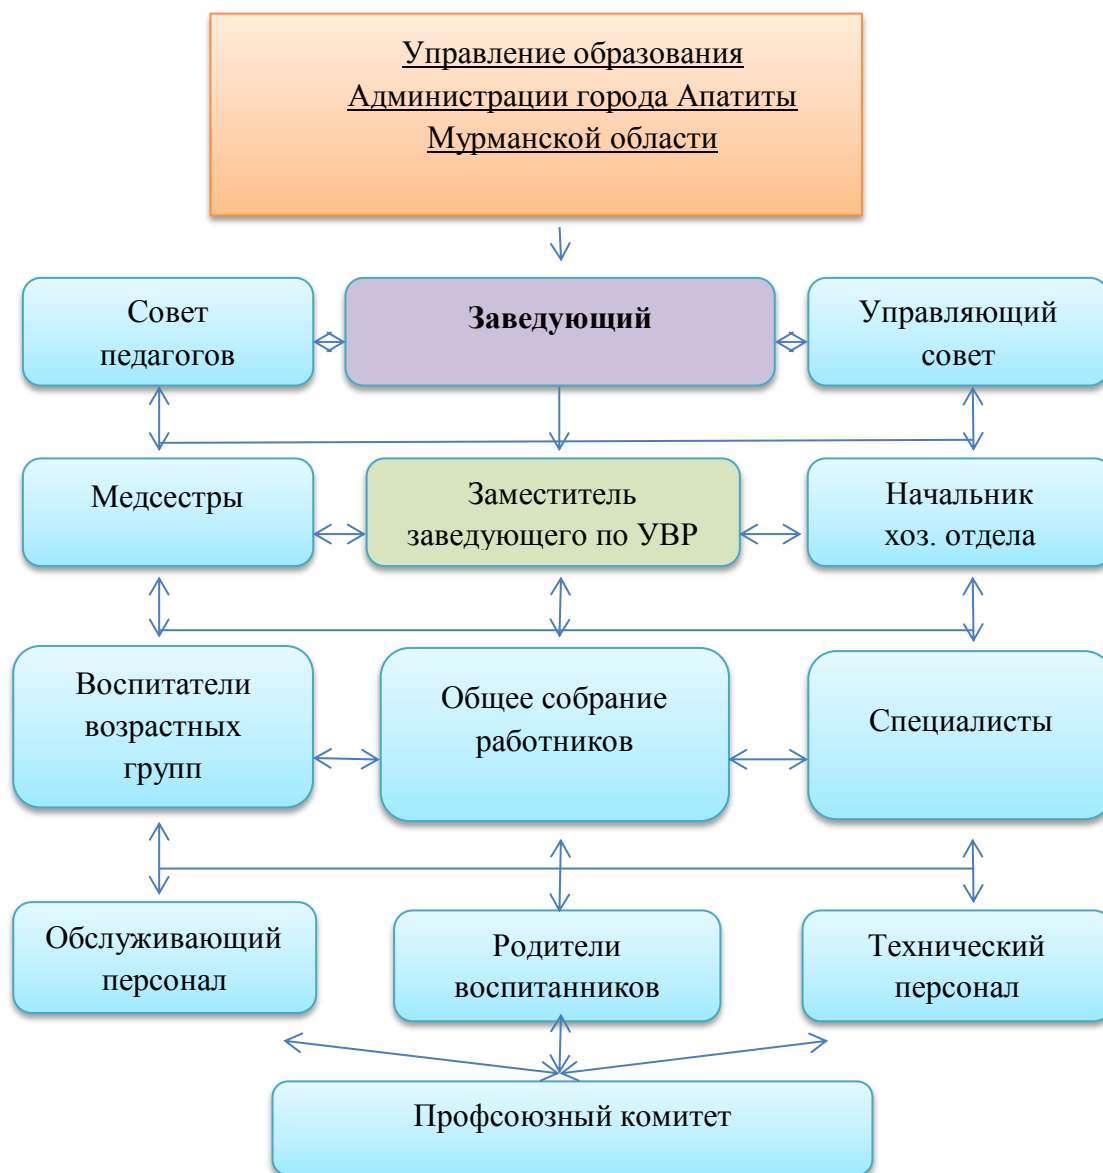 Управление образования
Администрации города Апатиты
Мурманской области
Совет
педагогов
Заведующий
Управляющий
совет
Медсестры
Заместитель
заведующего по УВР
Начальник
хоз. отдела
Воспитатели
возрастных
групп
Общее собрание
работников
Специалисты
Обслуживающий
персонал
Родители
воспитанников
Технический
персонал
Профсоюзный комитет